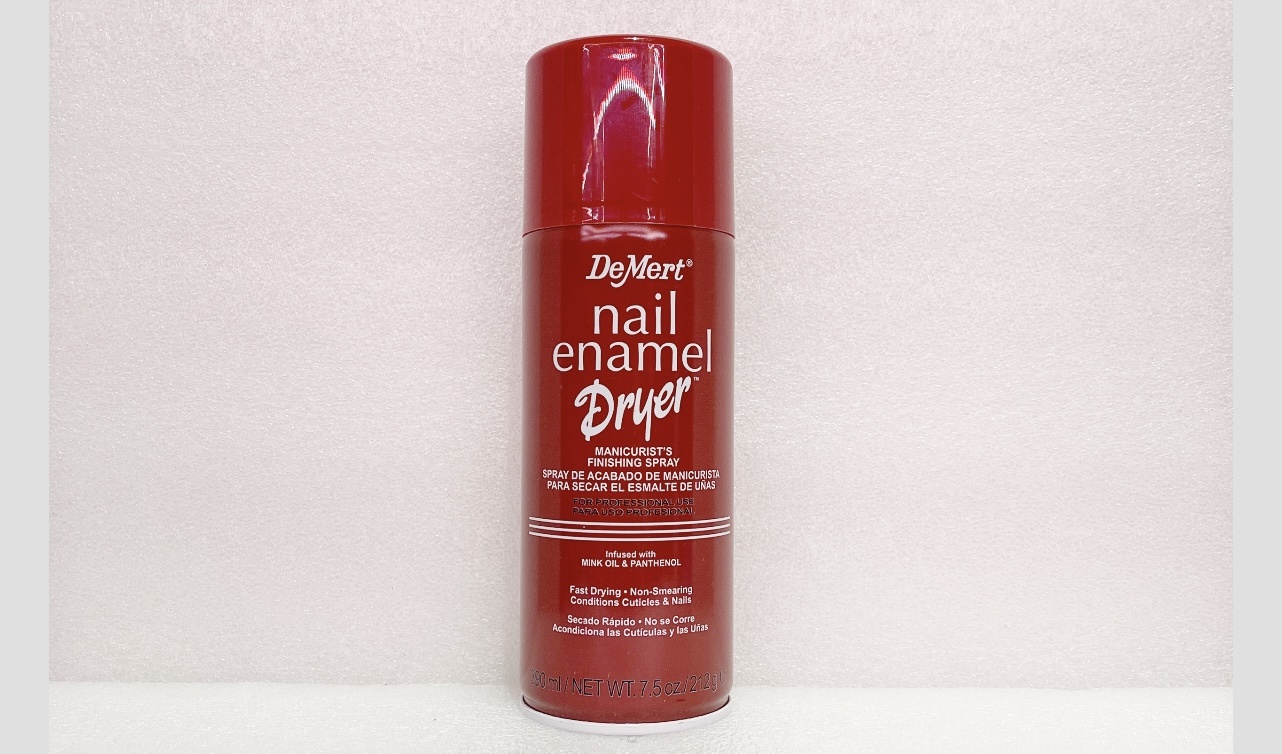 DeMert®
nail
enamel
Dryer™
MANICURIST'S
FINISHING SPRAY
SPRAY DE ACABADO DE MANICURISTA
PARA SECAR EL ESMALTE DE UÑAS
FOR PROFESSIONAL USE
PARA USO PROFESIONAL
Infused with
MINK OIL & PANTHENOL
Fast Drying • Non-Smearing
Conditions Cuticles & Nails
Secado Rápido • No se Corre
Acondiciona las Cutículas y las Uñas
ml / NET WT. 7.5 oz./ 212 g